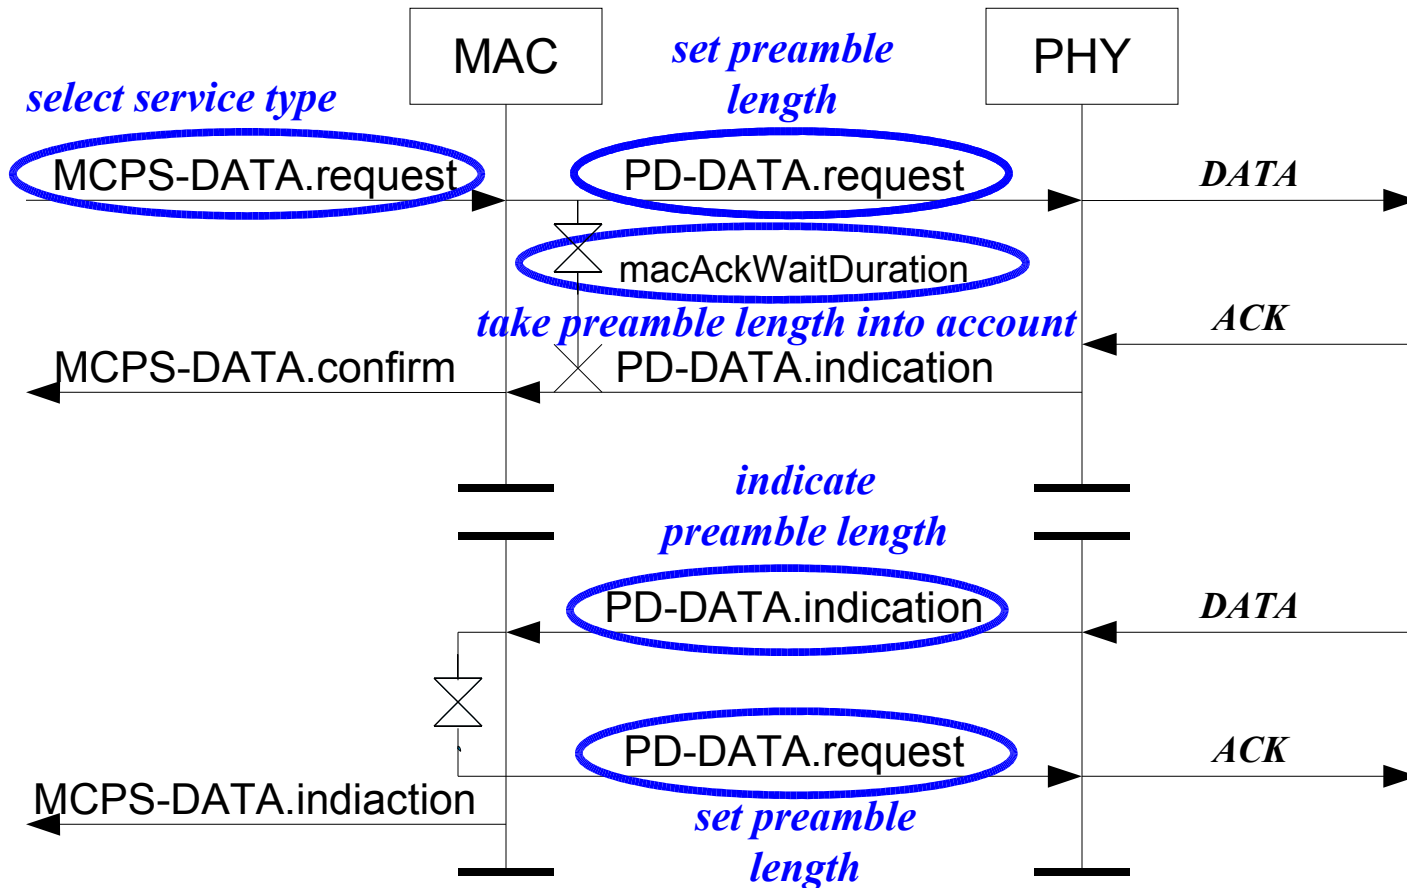 MAC
set preamble
length
PHY
select service type
MCPS-DATA.request
PD-DATA.request
DATA
macAckWaitDuration
take preamble length into account
ACK
MCPS-DATA.confirm
PD-DATA.indication
indicate
preamble length
PD-DATA.indication
DATA
PD-DATA.request
ACK
MCPS-DATA.indiaction
set preamble
length